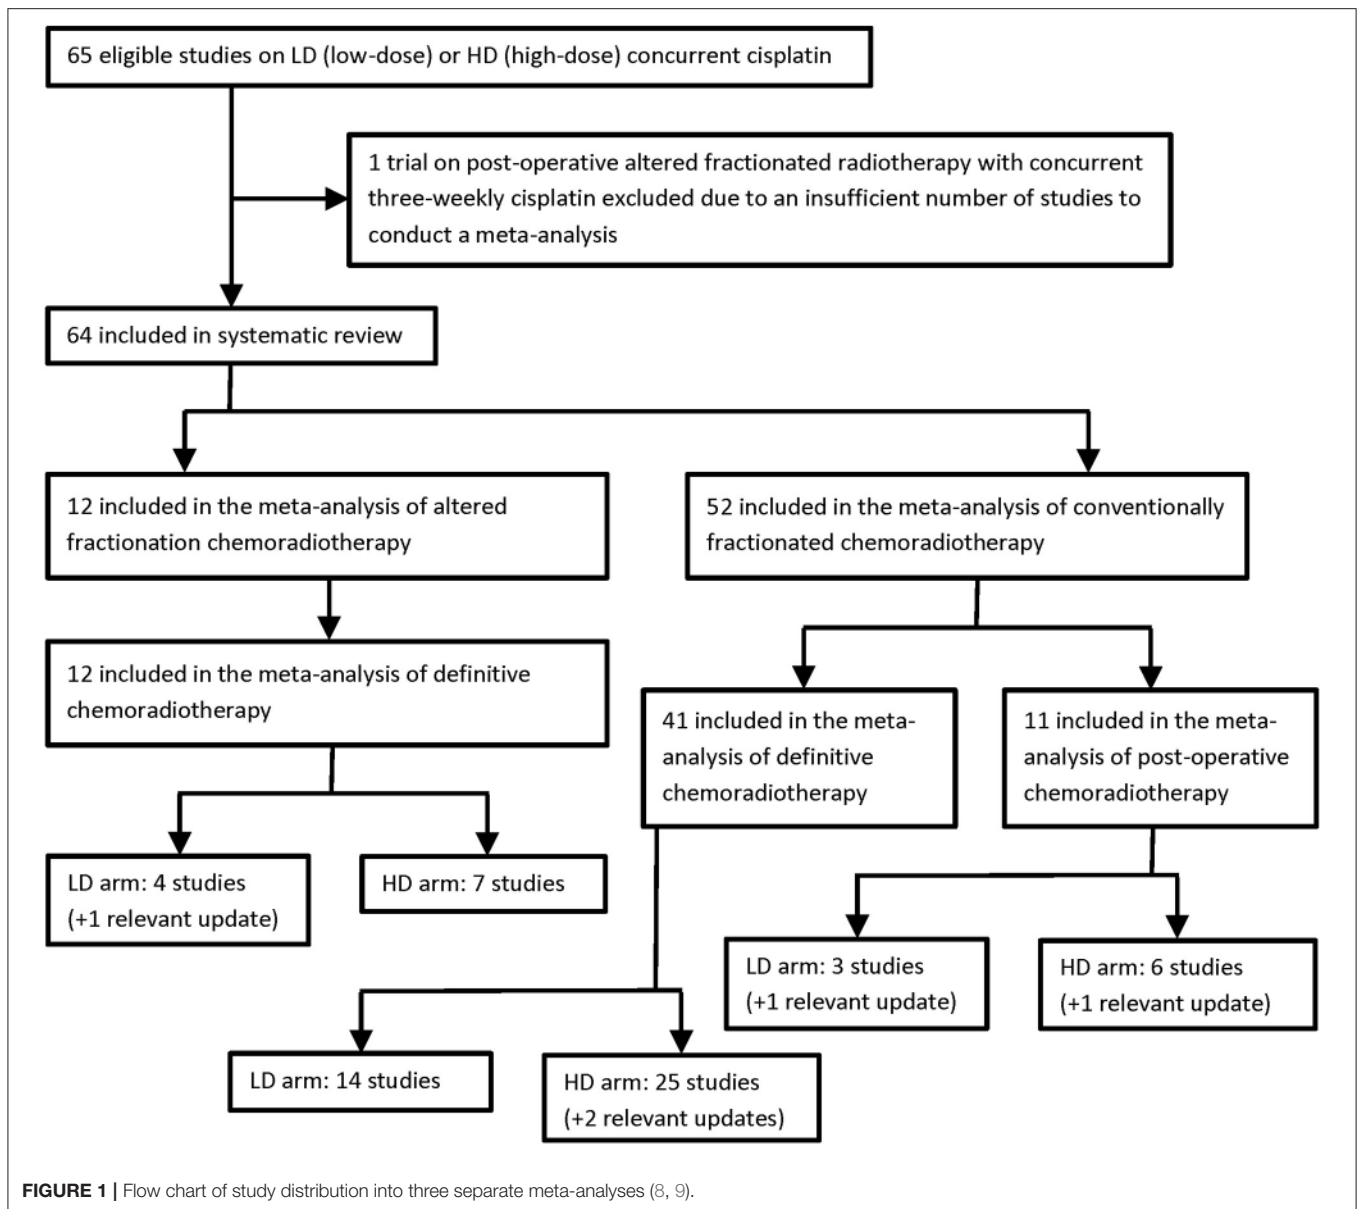 65 eligible studies on LD (low-dose) or HD (high-dose) concurrent cisplatin
1 trial on post-operative altered fractionated radiotherapy with concurrent
three-weekly cisplatin excluded due to an insufficient number of studies to
conduct a meta-analysis
64 included in systematic review
12 included in the meta-analysis of altered
fractionation chemoradiotherapy
52 included in the meta-analysis of conventionally
fractionated chemoradiotherapy
12 included in the meta-analysis of definitive
chemoradiotherapy
41 included in the meta-
analysis of definitive
chemoradiotherapy
11 included in the meta-
analysis of post-operative
chemoradiotherapy
LD arm: 4 studies
(+1 relevant update)
HD arm: 7 studies
LD arm: 3 studies
(+1 relevant update)
HD arm: 6 studies
(+1 relevant update)
LD arm: 14 studies
HD arm: 25 studies
(+2 relevant updates)
FIGURE 1 | Flow chart of study distribution into three separate meta-analyses (8, 9).